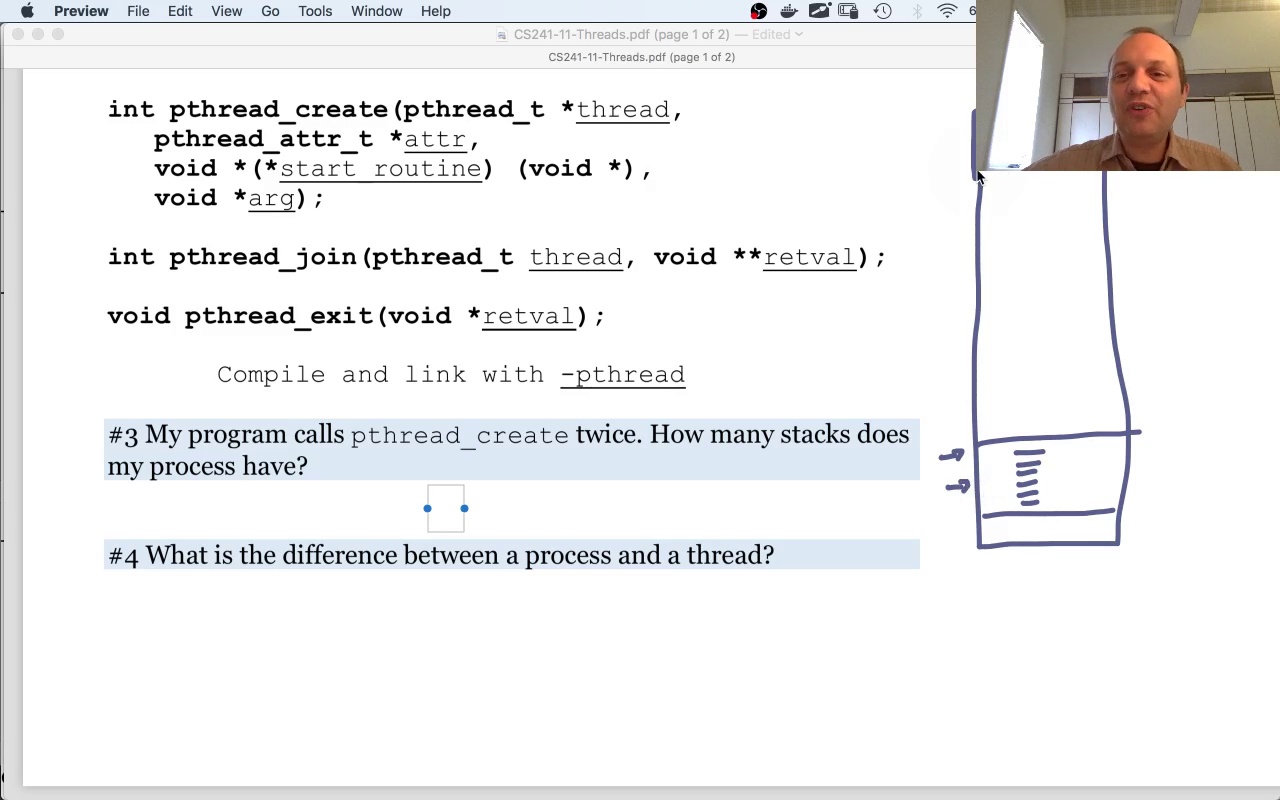 Preview File Edit View Go Tools Window Help 6
CS241-11-Threads.pdf (page 1 of 2) — Edited
CS241-11-Threads.pdf (page 1 of 2)
int pthread_create(pthread_t *thread,
pthread_attr_t *attr,
void *(*start_routine) (void *),
void *arg);
int pthread_join(pthread_t thread, void **retval);
void pthread_exit(void *retval);
Compile and link with -pthread
#3 My program calls pthread_create twice. How many stacks does
my process have?
#4 What is the difference between a process and a thread?